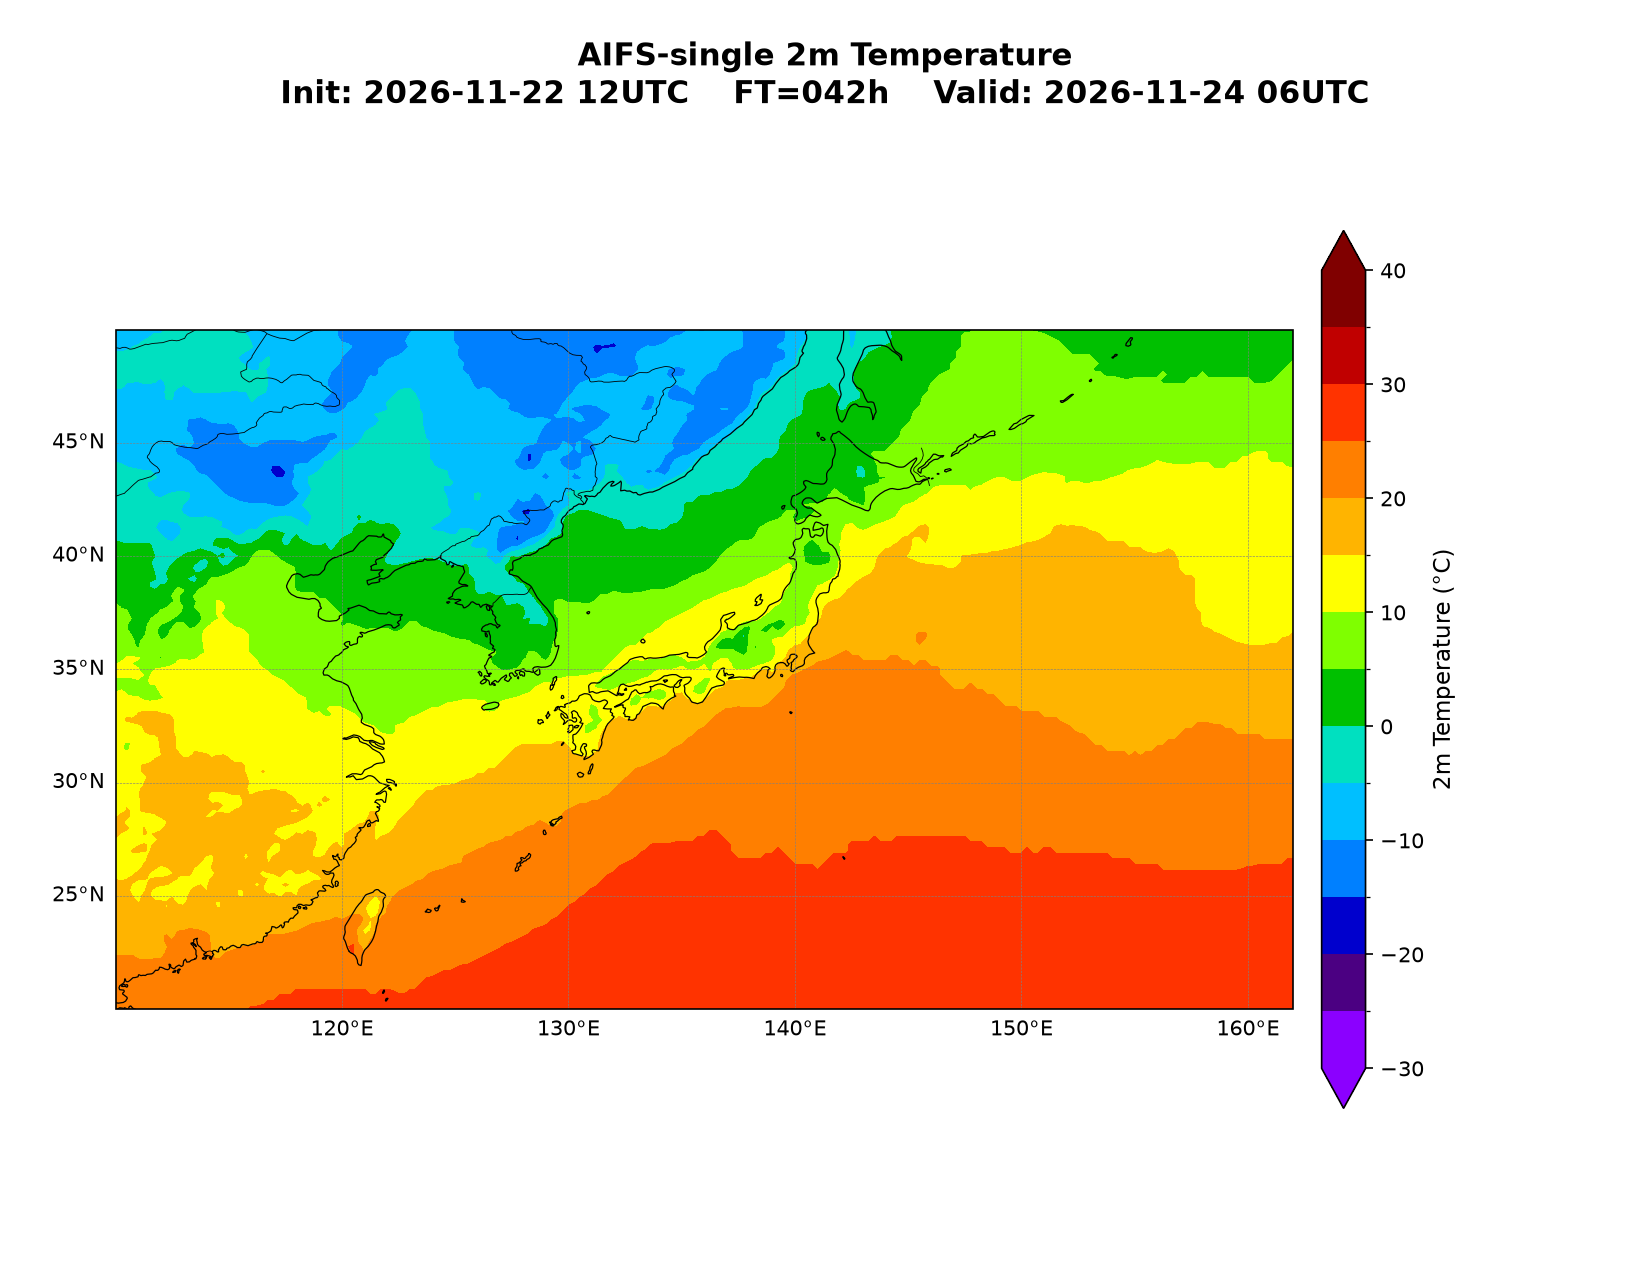 AIFS-single 2m Temperature
Init: 2026-11-22 12UTC    FT=042h    Valid: 2026-11-24 06UTC
45°N
40°N
35°N
30°N
25°N
120°E
130°E
140°E
150°E
160°E
40
30
20
10
0
−10
−20
−30
2m Temperature (°C)